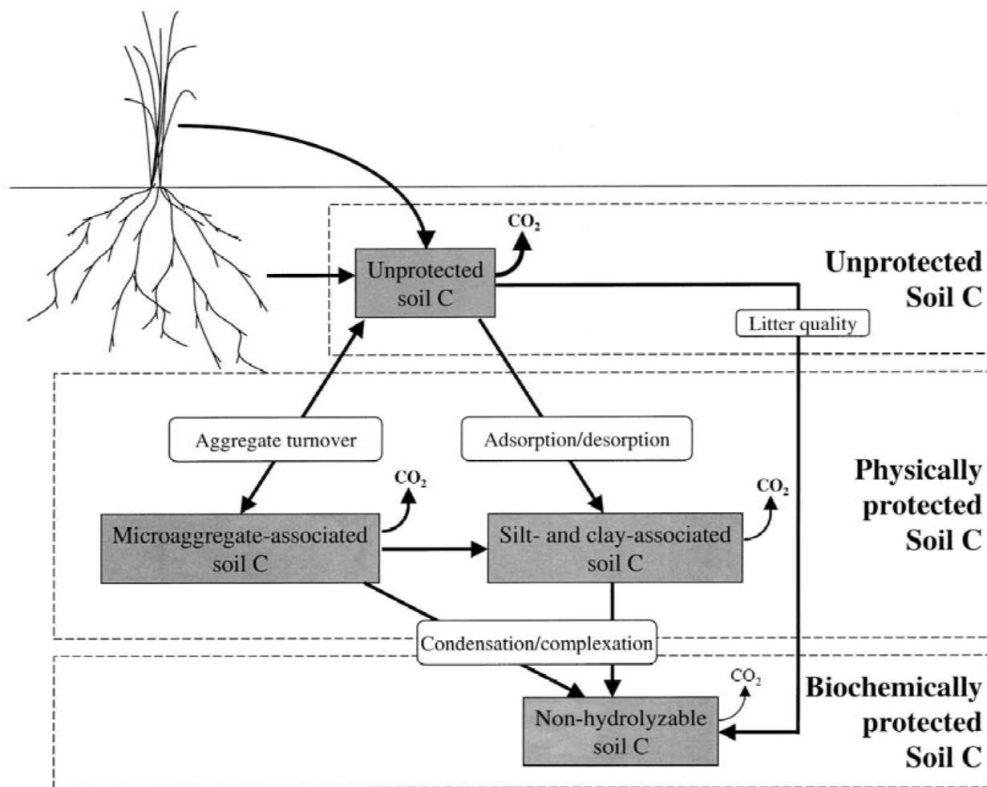 CO₂
Unprotected
soil C
Unprotected
Soil C
Litter quality
Aggregate turnover
Adsorption/desorption
Physically
protected
Soil C
CO₂
CO₂
Microaggregate-associated
soil C
Silt- and clay-associated
soil C
Condensation/complexation
Biochemically
protected
Soil C
CO₂
Non-hydrolyzable
soil C